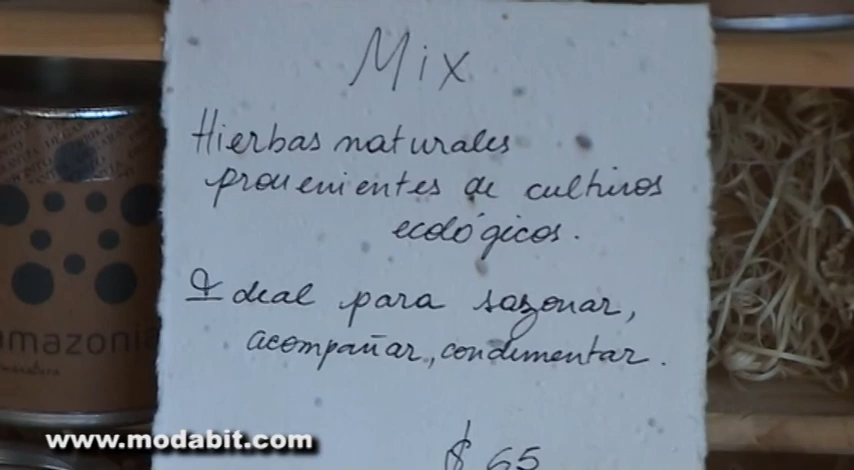 Mix
Hierbas naturales
provenientes de cultivos
ecológicos.
Ideal para sazonar,
acompañar, condimentar.
$ 65
amazonia
www.modabit.com